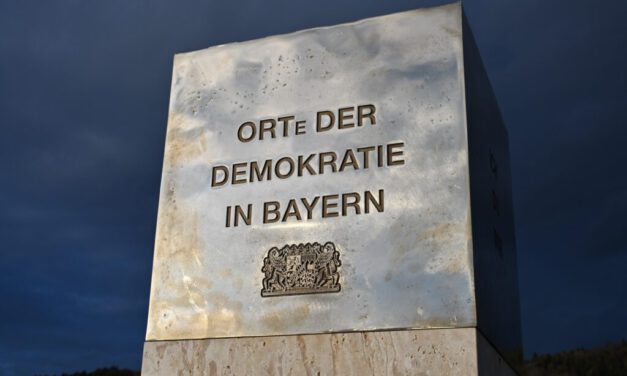 ORTE DER
DEMOKRATIE
IN BAYERN